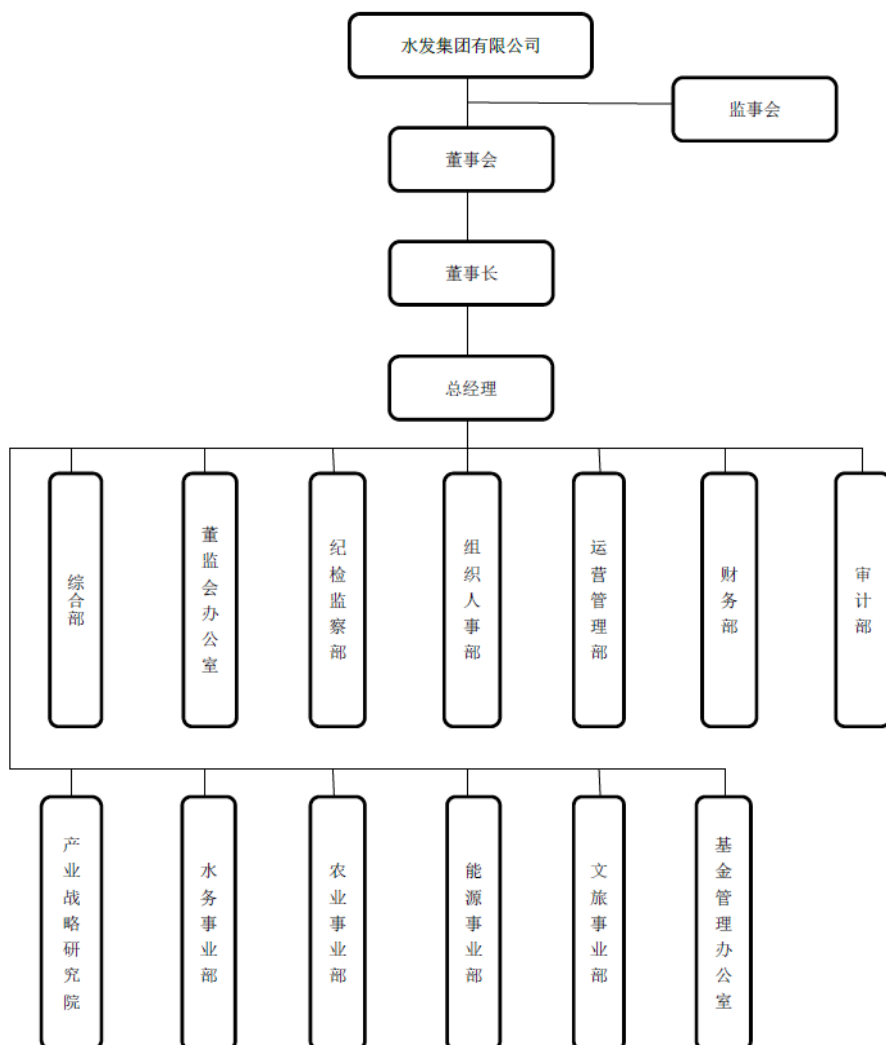 水发集团有限公司
监事会
董事会
董事长
总经理
综合部
董监会办公室
纪检监察部
组织人事部
运营管理部
财务部
审计部
产业战略研究院
水务事业部
农业事业部
能源事业部
文旅事业部
基金管理办公室